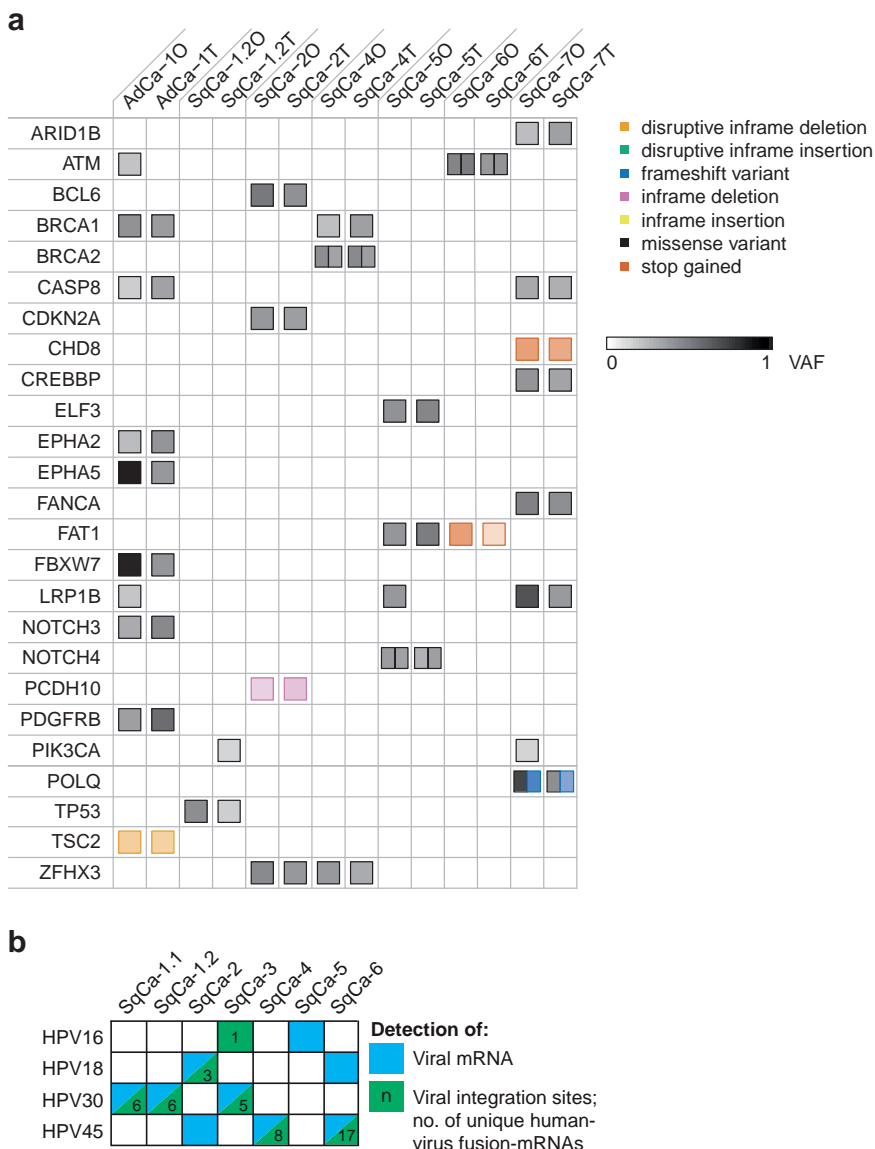 a
AdCa-1O
AdCa-1T
SqCa-1.2O
SqCa-1.2T
SqCa-2O
SqCa-2T
SqCa-4O
SqCa-4T
SqCa-5O
SqCa-5T
SqCa-6O
SqCa-6T
SqCa-7O
SqCa-7T
ARID1B
ATM
BCL6
BRCA1
BRCA2
CASP8
CDKN2A
CHD8
CREBBP
ELF3
EPHA2
EPHA5
FANCA
FAT1
FBXW7
LRP1B
NOTCH3
NOTCH4
PCDH10
PDGFRB
PIK3CA
POLQ
TP53
TSC2
ZFHX3
disruptive inframe deletion
disruptive inframe insertion
frameshift variant
inframe deletion
inframe insertion
missense variant
stop gained
0 1 VAF
b
SqCa-1.1
SqCa-1.2
SqCa-2
SqCa-3
SqCa-4
SqCa-5
SqCa-6
HPV16 1
HPV18 3
HPV30 6 6 5
HPV45 8 17
Detection of:
Viral mRNA
n Viral integration sites;
no. of unique human-
virus fusion-mRNAs